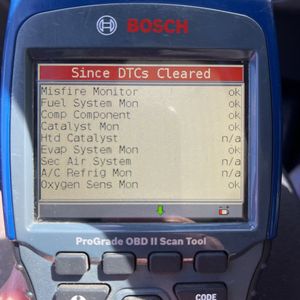 BOSCH
Since DTCs Cleared
Misfire Monitor ok
Fuel System Mon ok
Comp Component ok
Catalyst Mon ok
Htd Catalyst n/a
Evap System Mon ok
Sec Air System n/a
A/C Refrig Mon n/a
Oxygen Sens Mon ok
ProGrade OBD II Scan Tool
CODE